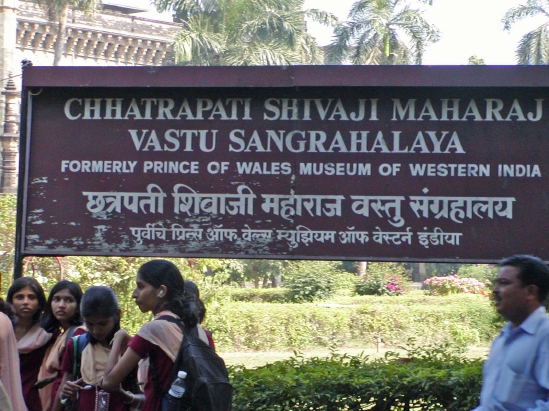 CHHATRAPATI SHIVAJI MAHARAJ
VASTU SANGRAHALAYA
FORMERLY PRINCE OF WALES MUSEUM OF WESTERN INDIA
छत्रपती शिवाजी महाराज वस्तु संग्रहालय
पुर्वीचे प्रिन्स ऑफ वेल्स म्युझियम ऑफ वेस्टर्न इंडीया